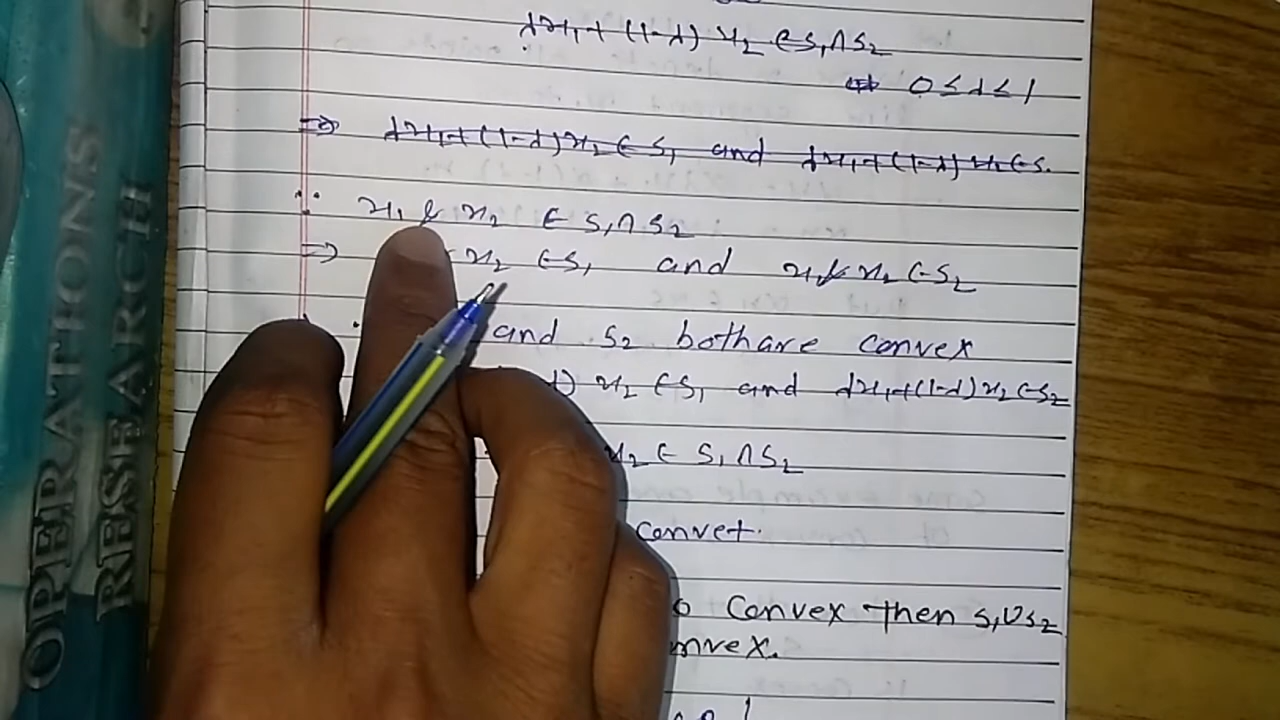 λx₁+(1-λ)x₂ ∈ S₁∩S₂
0≤λ≤1
⇒ λx₁+(1-λ)x₂ ∈ S₁ and λx₁+(1-λ)x₂ ∈ S.
∵ x₁ & x₂ ∈ S₁∩S₂
⇒ x₂ ∈ S₁ and x₁ & x₂ ∈ S₂
and S₂ both are convex
) x₂ ∈ S₁ and λx₁+(1-λ)x₂ ∈ S₂
x₂ ∈ S₁∩S₂
convet.
Convex then S₁∪S₂
nvex.
OPERATIONS
RESEARCH